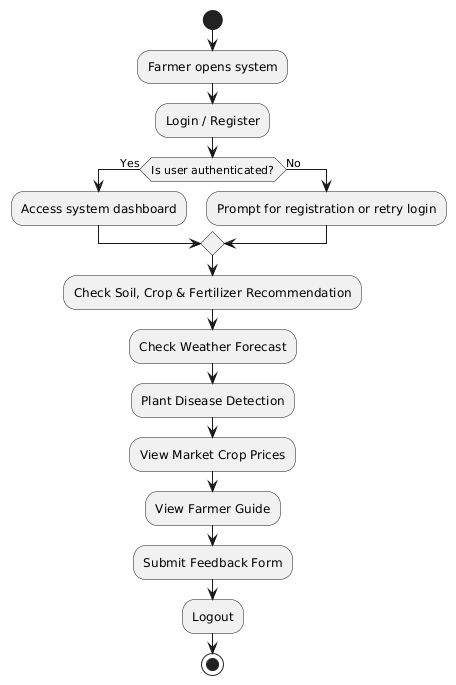 Farmer opens system
Login / Register
Is user authenticated?
Yes
No
Access system dashboard
Prompt for registration or retry login
Check Soil, Crop & Fertilizer Recommendation
Check Weather Forecast
Plant Disease Detection
View Market Crop Prices
View Farmer Guide
Submit Feedback Form
Logout